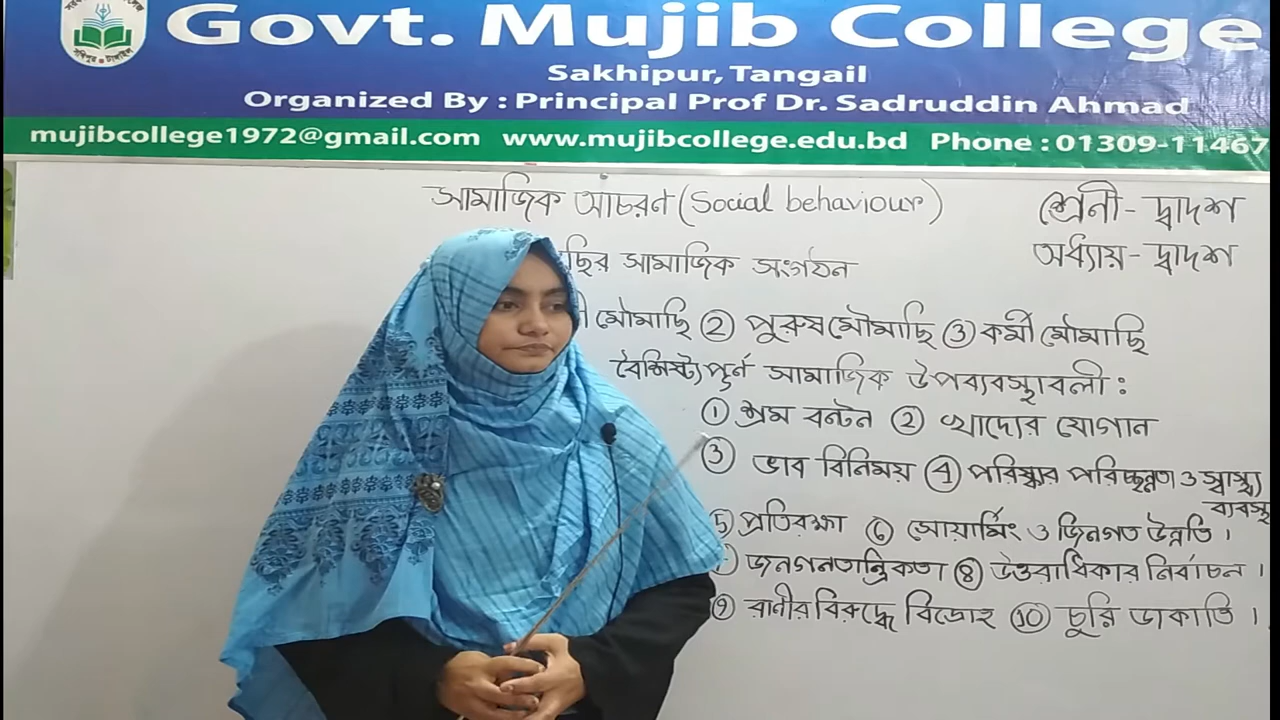 Govt. Mujib College
Sakhipur, Tangail
Organized By : Principal Prof Dr. Sadruddin Ahmad
mujibcollege1972@gmail.com www.mujibcollege.edu.bd Phone : 01309-11467
সামাজিক আচরণ (Social behaviour)
শ্রেনী - দ্বাদশ
অধ্যায় - দ্বাদশ
ছির সামাজিক সংগঠন
মৌমাছি ② পুরুষ মৌমাছি ③ কর্মী মৌমাছি
বৈশিষ্ট্যপূর্ণ সামাজিক উপব্যবস্থাবলী :
① শ্রম বন্টন ② খাদ্যের যোগান
③ ভাব বিনিময় ④ পরিষ্কার পরিচ্ছন্নতা ও স্বাস্থ্য
ব্যবস্থ
⑤ প্রতিরক্ষা ⑥ সোয়ার্মিং ও জিনগত উন্নতি।
জনগনতান্ত্রিকতা ⑧ উত্তরাধিকার নির্বাচন।
⑨ রাণীর বিরুদ্ধে বিদ্রোহ ⑩ চুরি ডাকাতি।